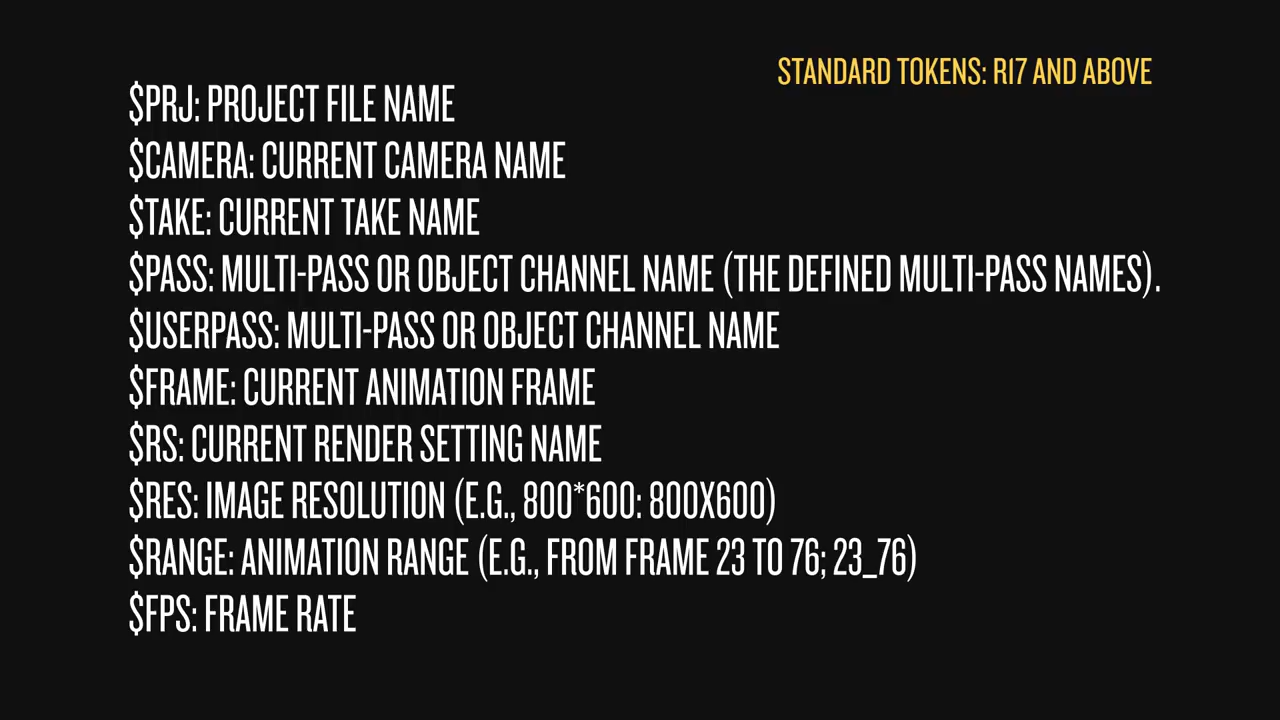 STANDARD TOKENS: R17 AND ABOVE
$PRJ: PROJECT FILE NAME
$CAMERA: CURRENT CAMERA NAME
$TAKE: CURRENT TAKE NAME
$PASS: MULTI-PASS OR OBJECT CHANNEL NAME (THE DEFINED MULTI-PASS NAMES).
$USERPASS: MULTI-PASS OR OBJECT CHANNEL NAME
$FRAME: CURRENT ANIMATION FRAME
$RS: CURRENT RENDER SETTING NAME
$RES: IMAGE RESOLUTION (E.G., 800*600: 800X600)
$RANGE: ANIMATION RANGE (E.G., FROM FRAME 23 TO 76; 23_76)
$FPS: FRAME RATE